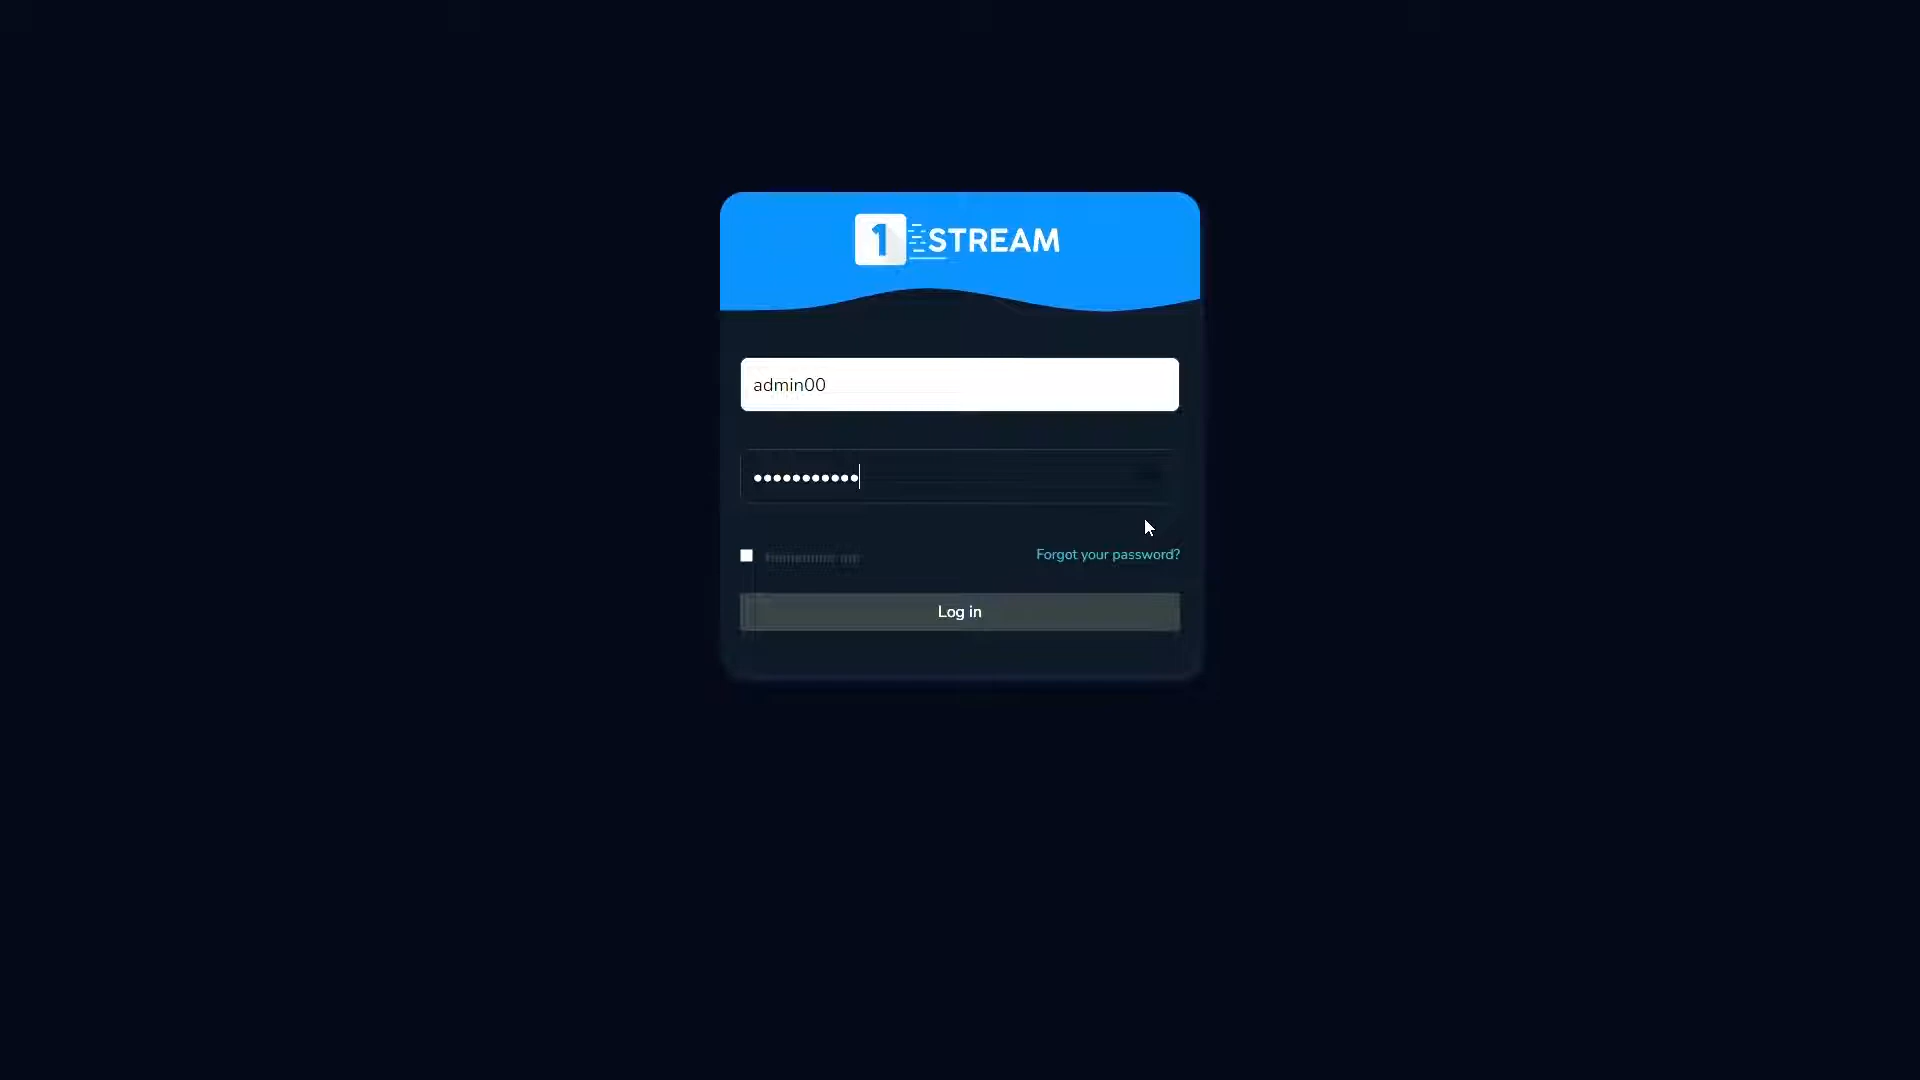 1 STREAM
admin00
•••••••••••
Forgot your password?
Log in